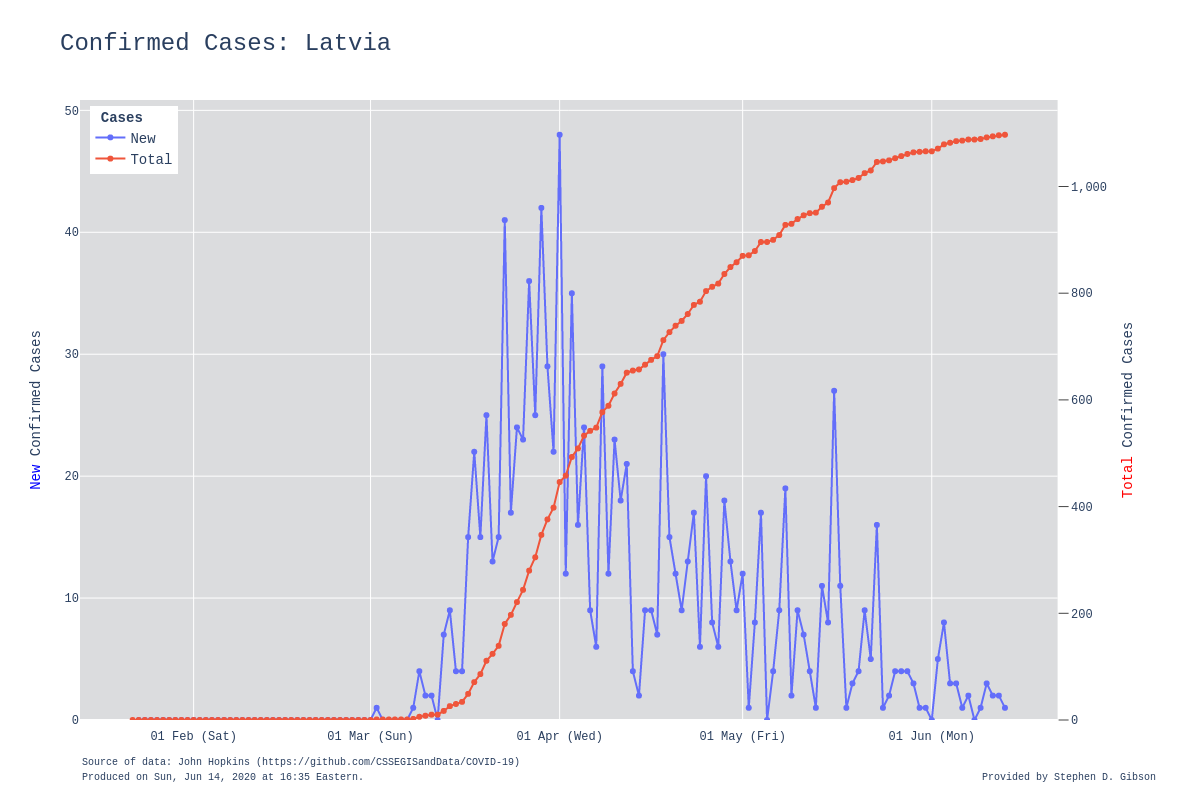 Confirmed Cases: Latvia
Cases
New
Total
50
40
30
20
10
0
New Confirmed Cases
1,000
800
600
400
200
0
Total Confirmed Cases
01 Feb (Sat)
01 Mar (Sun)
01 Apr (Wed)
01 May (Fri)
01 Jun (Mon)
Source of data: John Hopkins (https://github.com/CSSEGISandData/COVID-19)
Produced on Sun, Jun 14, 2020 at 16:35 Eastern.
Provided by Stephen D. Gibson